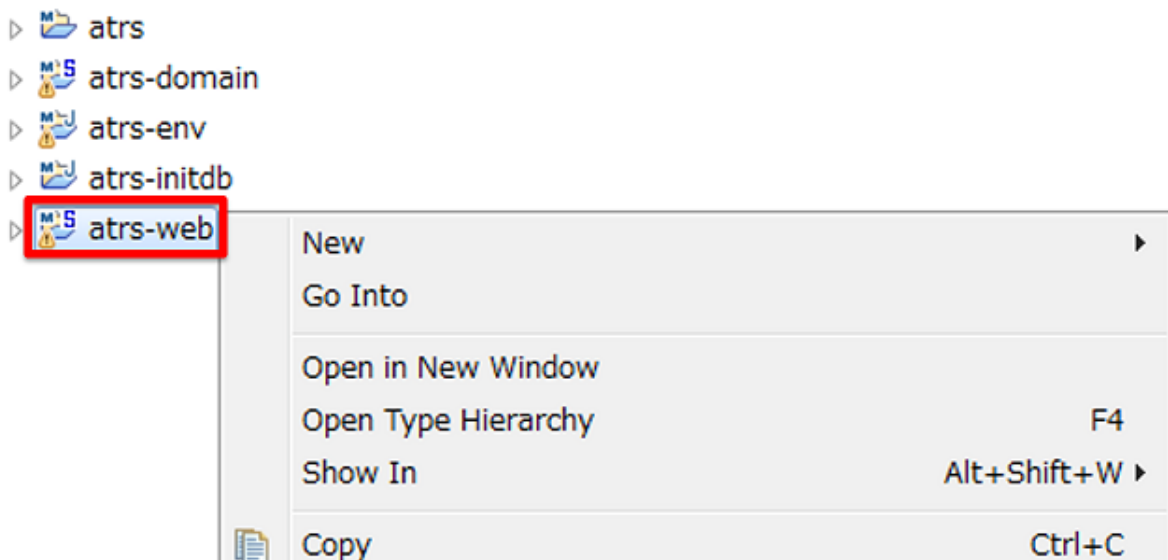 atrs
atrs-domain
atrs-env
atrs-initdb
atrs-web
New
Go Into
Open in New Window
Open Type Hierarchy F4
Show In Alt+Shift+W
Copy Ctrl+C